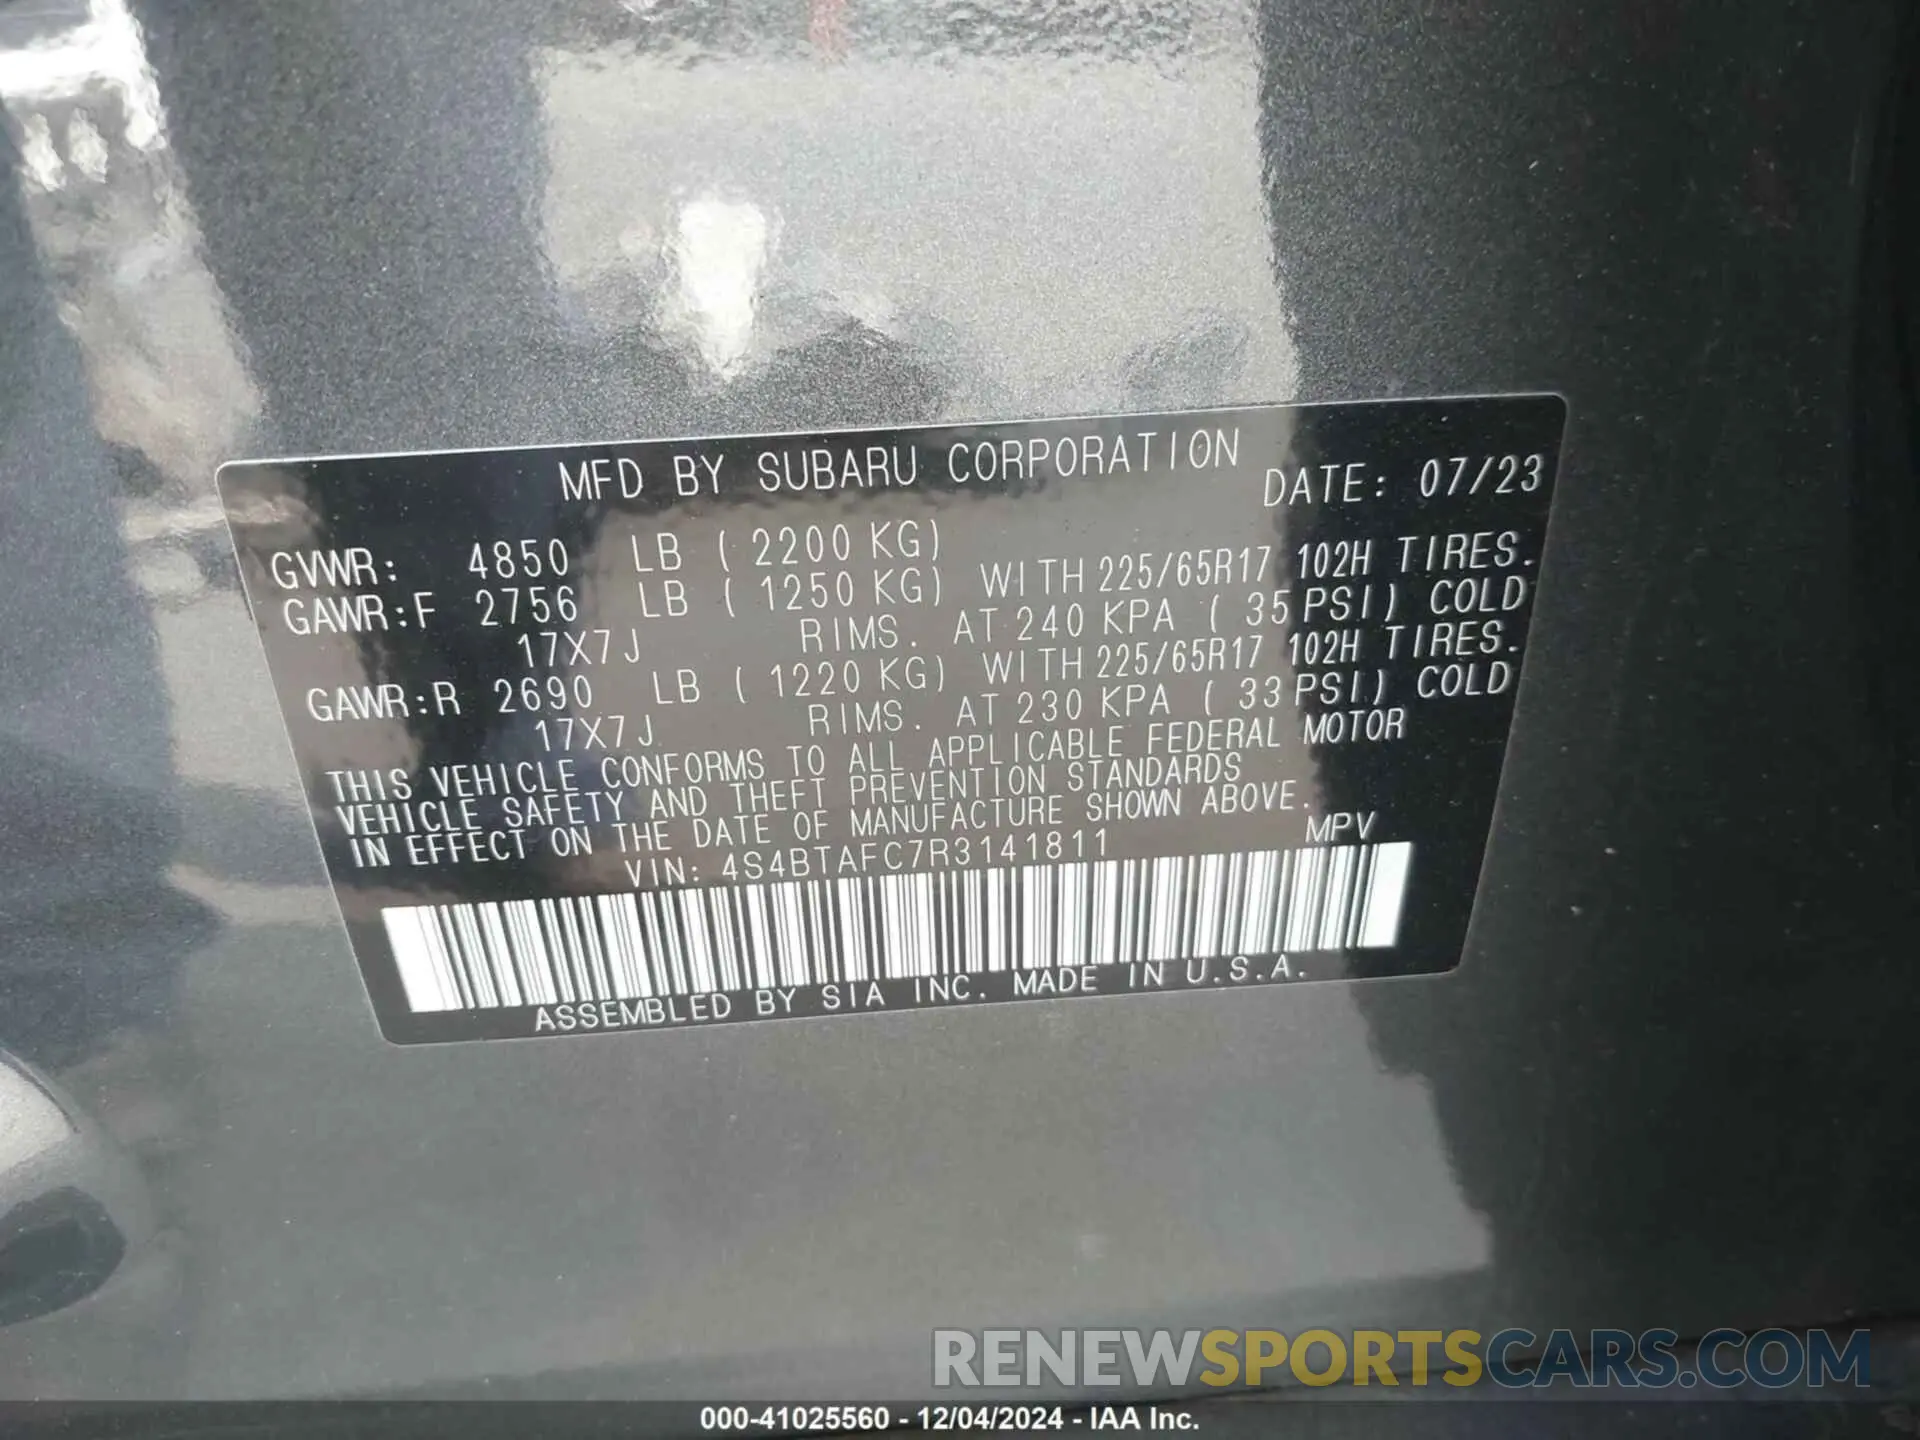 MFD BY SUBARU CORPORATION DATE: 07/23
GVWR: 4850 LB ( 2200 KG)
GAWR:F 2756 LB ( 1250 KG) WITH 225/65R17 102H TIRES.
17X7J RIMS. AT 240 KPA ( 35 PSI) COLD
GAWR:R 2690 LB ( 1220 KG) WITH 225/65R17 102H TIRES.
17X7J RIMS. AT 230 KPA ( 33 PSI) COLD
THIS VEHICLE CONFORMS TO ALL APPLICABLE FEDERAL MOTOR
VEHICLE SAFETY AND THEFT PREVENTION STANDARDS
IN EFFECT ON THE DATE OF MANUFACTURE SHOWN ABOVE.
VIN: 4S4BTAFC7R3141811 MPV
ASSEMBLED BY SIA INC. MADE IN U.S.A.
RENEWSPORTSCARS.COM
000-41025560 - 12/04/2024 - IAA Inc.